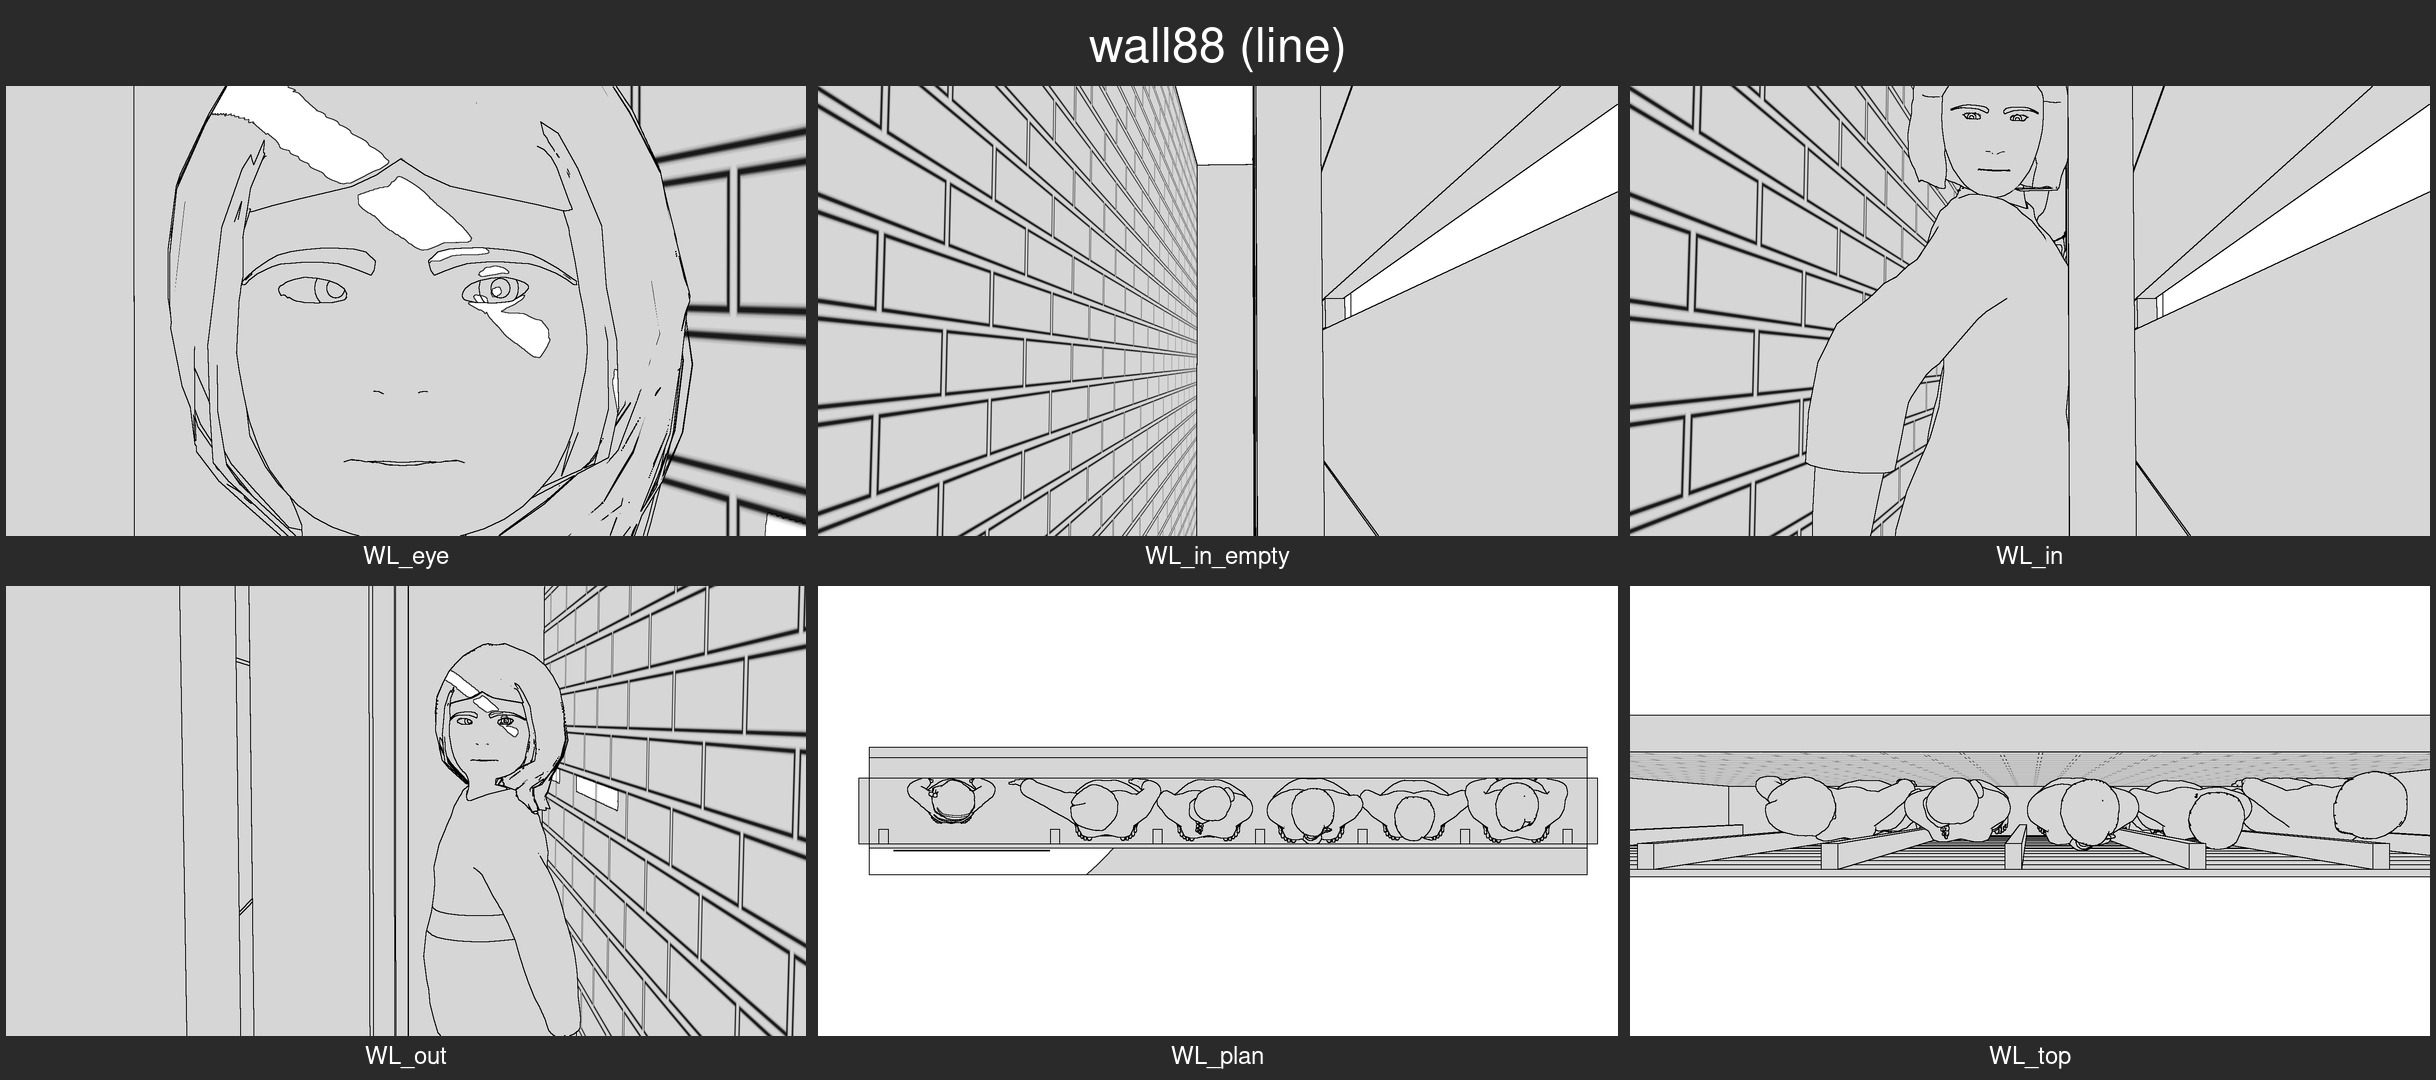 wall88 (line)
WL_eye
WL_in_empty
WL_in
WL_out
WL_plan
WL_top